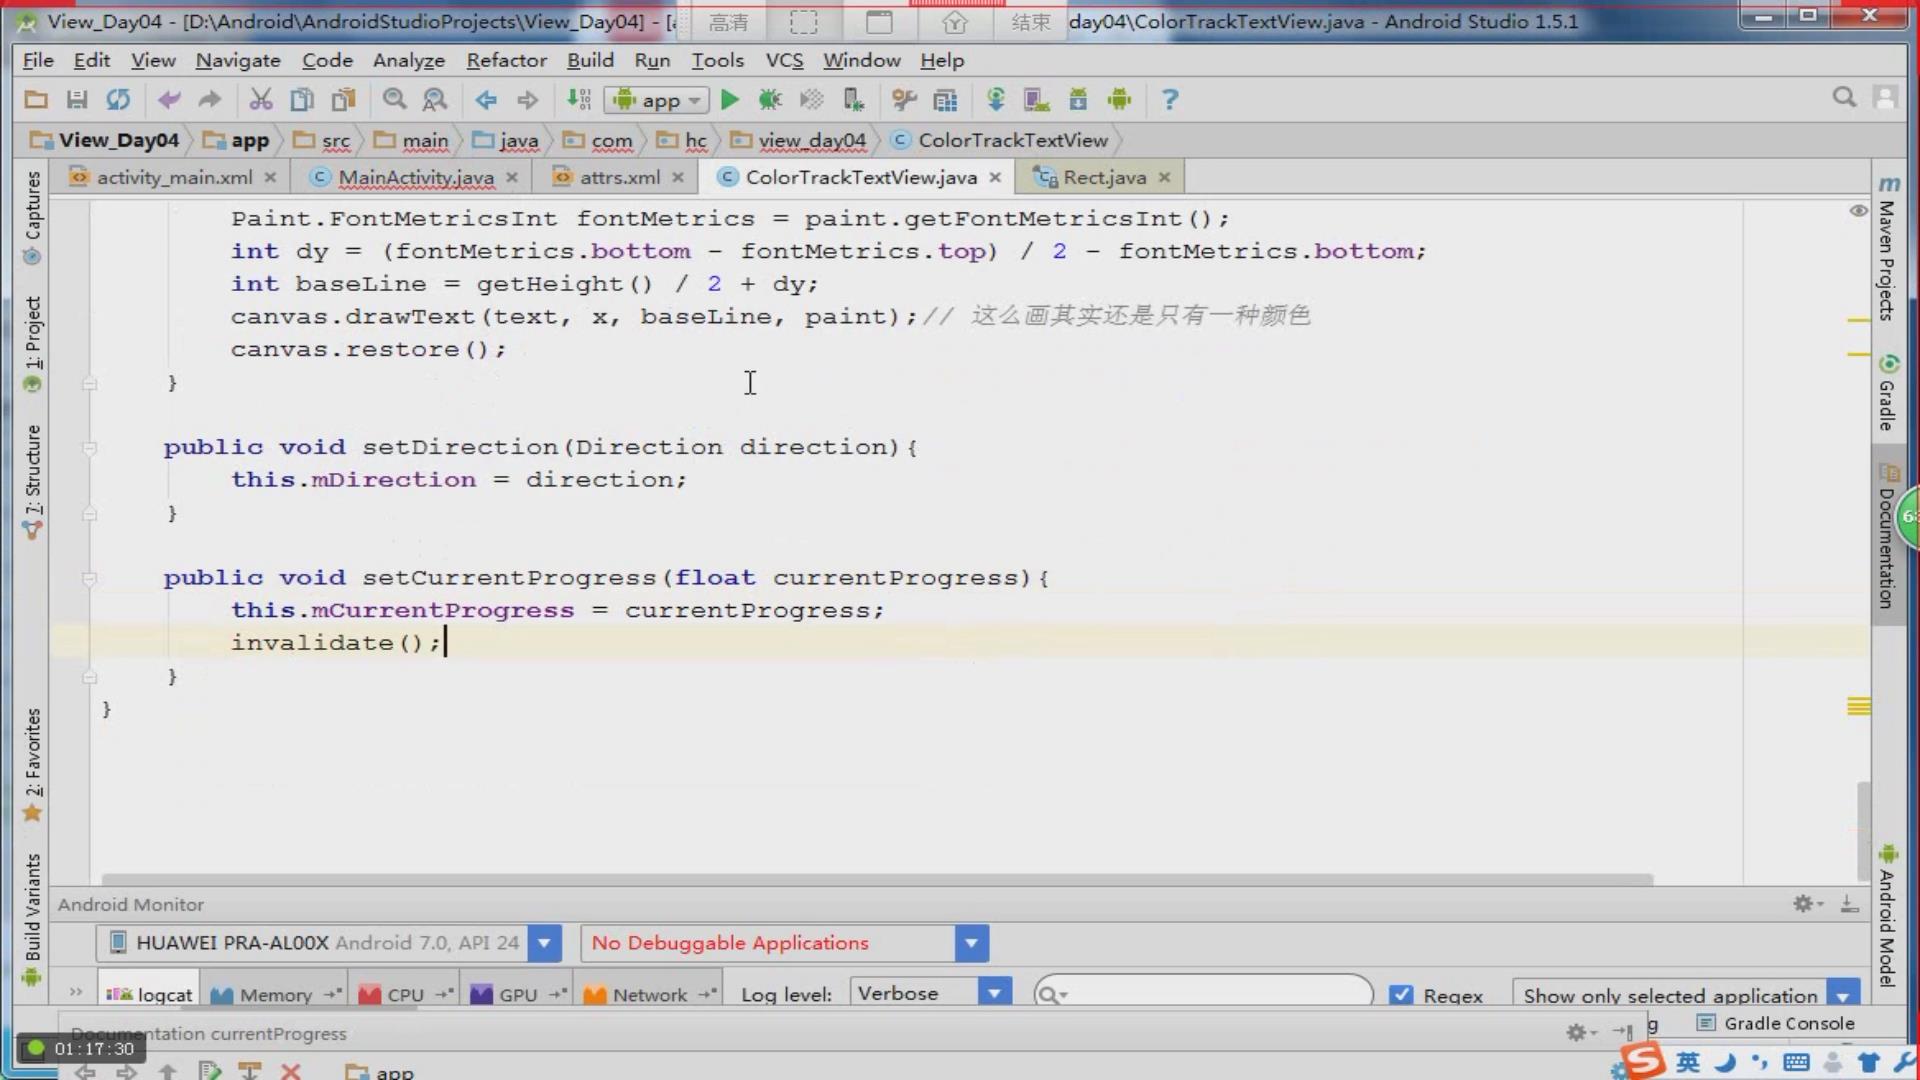 View_Day04 - [D:\Android\AndroidStudioProjects\View_Day04] - [
高清
结束
day04\ColorTrackTextView.java - Android Studio 1.5.1
File Edit View Navigate Code Analyze Refactor Build Run Tools VCS Window Help
app
View_Day04 app src main java com hc view_day04 ColorTrackTextView
activity_main.xml MainActivity.java attrs.xml ColorTrackTextView.java Rect.java
Paint.FontMetricsInt fontMetrics = paint.getFontMetricsInt();
int dy = (fontMetrics.bottom - fontMetrics.top) / 2 - fontMetrics.bottom;
int baseLine = getHeight() / 2 + dy;
canvas.drawText(text, x, baseLine, paint);// 这么画其实还是只有一种颜色
canvas.restore();
}
public void setDirection(Direction direction){
this.mDirection = direction;
}
public void setCurrentProgress(float currentProgress){
this.mCurrentProgress = currentProgress;
invalidate();
}
}
Captures
1: Project
7: Structure
2: Favorites
Build Variants
Maven Projects
Gradle
Documentation
Android Model
Android Monitor
HUAWEI PRA-AL00X Android 7.0, API 24
No Debuggable Applications
logcat Memory CPU GPU Network Log level: Verbose Regex Show only selected application
Documentation currentProgress
Gradle Console
01:17:30
app
英